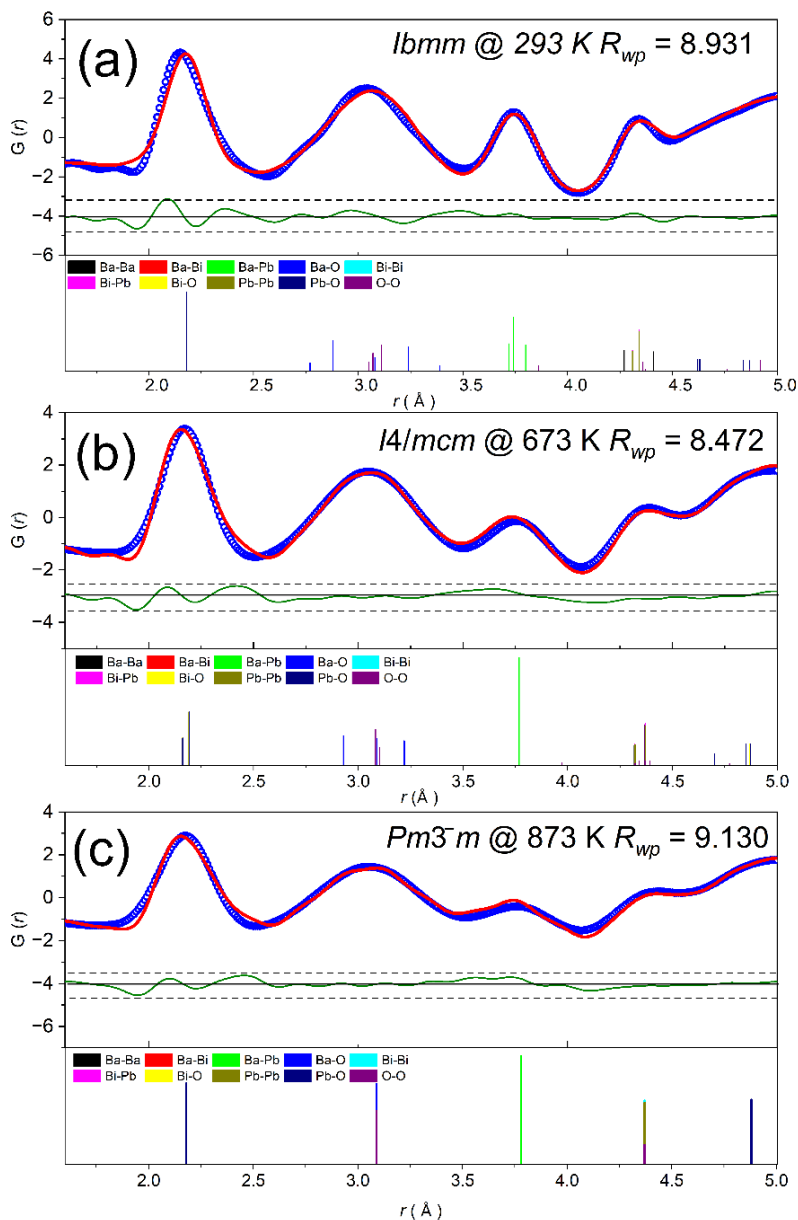 (a)
Ibmm @ 293 K Rwp = 8.931
6
4
2
0
−2
−4
−6
G (r)
Ba-Ba Ba-Bi Ba-Pb Ba-O Bi-Bi
Bi-Pb Bi-O Pb-Pb Pb-O O-O
2.0 2.5 3.0 3.5 4.0 4.5 5.0
r ( Å )
(b)
I4/mcm @ 673 K Rwp = 8.472
4
2
0
−2
−4
G (r)
Ba-Ba Ba-Bi Ba-Pb Ba-O Bi-Bi
Bi-Pb Bi-O Pb-Pb Pb-O O-O
2.0 2.5 3.0 3.5 4.0 4.5 5.0
r ( Å )
(c)
Pm3¯m @ 873 K Rwp = 9.130
4
2
0
−2
−4
−6
G (r)
Ba-Ba Ba-Bi Ba-Pb Ba-O Bi-Bi
Bi-Pb Bi-O Pb-Pb Pb-O O-O
2.0 2.5 3.0 3.5 4.0 4.5 5.0
r ( Å )